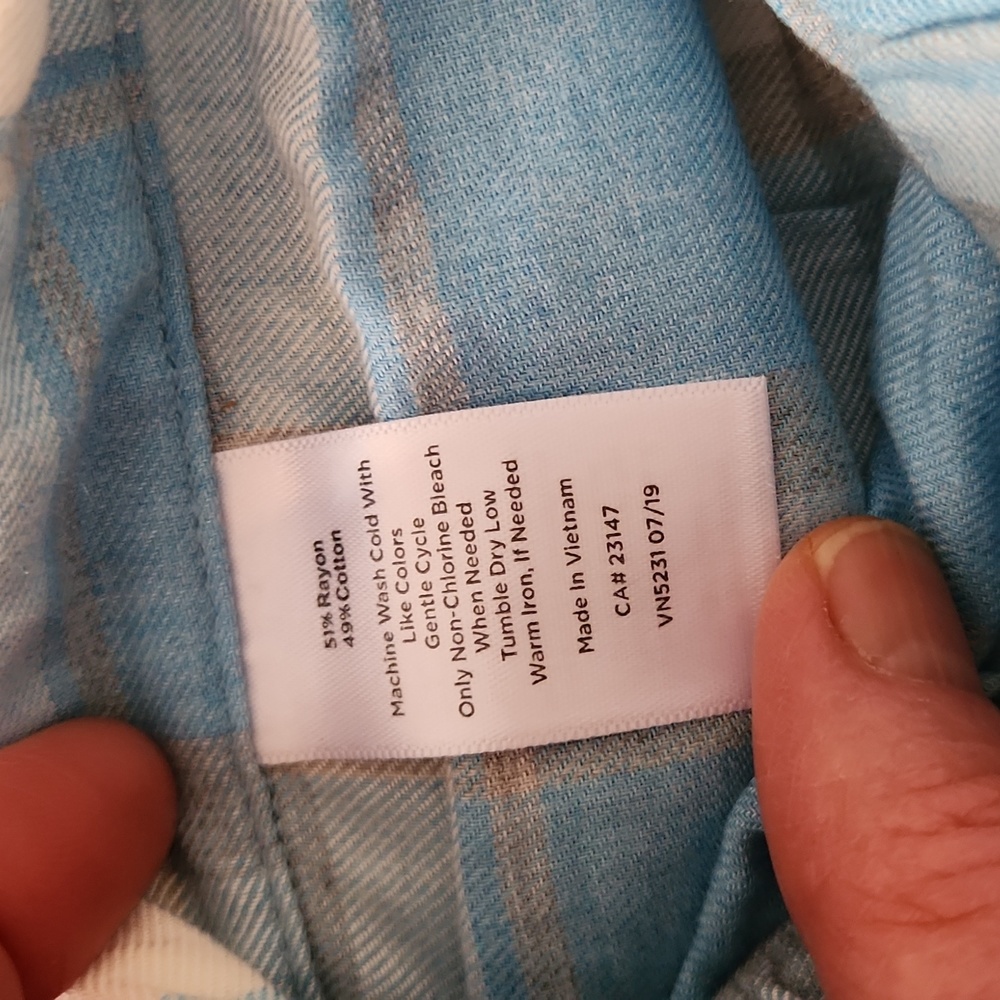 51% Rayon
49% Cotton
Machine Wash Cold With
Like Colors
Gentle Cycle
Only Non-Chlorine Bleach
When Needed
Tumble Dry Low
Warm Iron, If Needed
Made In Vietnam
CA# 23147
VN5231 07/19